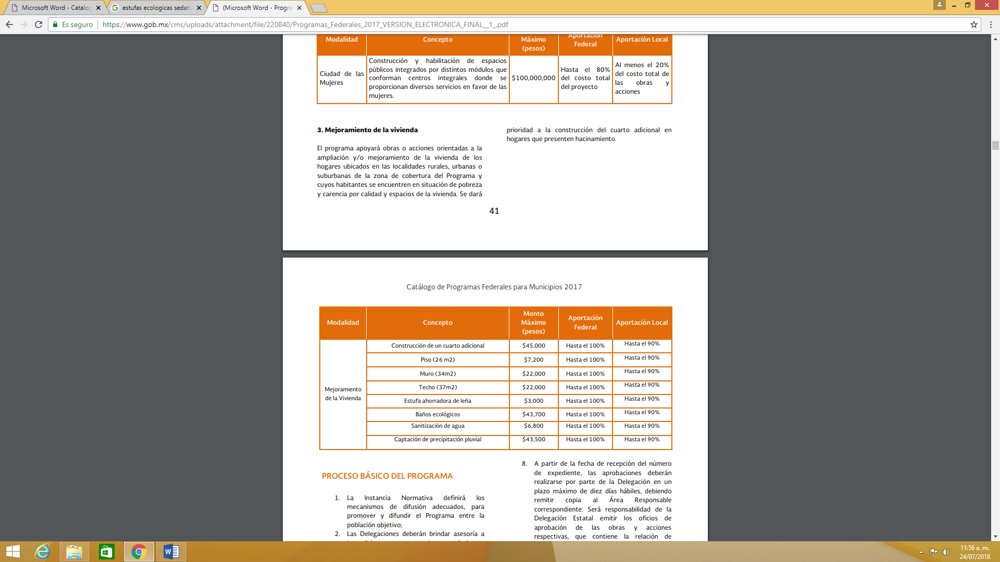 Microsoft Word - Catalog
estufas ecologicas sedatu
(Microsoft Word - Progra
Es seguro
https://www.gob.mx/cms/uploads/attachment/file/220840/Programas_Federales_2017_VERSION_ELECTRONICA_FINAL__1_.pdf
Modalidad
Concepto
Máximo
(pesos)
Aportación
Federal
Aportación Local
Ciudad de las
Mujeres
Construcción y habilitación de espacios
públicos integrados por distintos módulos que
conforman centros integrales donde se
proporcionan diversos servicios en favor de las
mujeres.
$100,000,000
Hasta el 80%
del costo total
del proyecto
Al menos el 20%
del costo total de
las obras y
acciones
3. Mejoramiento de la vivienda
El programa apoyará obras o acciones orientadas a la
ampliación y/o mejoramiento de la vivienda de los
hogares ubicados en las localidades rurales, urbanas o
suburbanas de la zona de cobertura del Programa y
cuyos habitantes se encuentren en situación de pobreza
y carencia por calidad y espacios de la vivienda. Se dará
prioridad a la construcción del cuarto adicional en
hogares que presenten hacinamiento.
41
Catálogo de Programas Federales para Municipios 2017
Modalidad
Concepto
Monto
Máximo
(pesos)
Aportación
Federal
Aportación Local
Mejoramiento
de la Vivienda
Construcción de un cuarto adicional $45,000 Hasta el 100% Hasta el 90%
Piso (26 m2) $7,200 Hasta el 100% Hasta el 90%
Muro (34m2) $22,000 Hasta el 100% Hasta el 90%
Techo (37m2) $22,000 Hasta el 100% Hasta el 90%
Estufa ahorradora de leña $3,000 Hasta el 100% Hasta el 90%
Baños ecológicos $43,700 Hasta el 100% Hasta el 90%
Sanitización de agua $6,800 Hasta el 100% Hasta el 90%
Captación de precipitación pluvial $43,500 Hasta el 100% Hasta el 90%
PROCESO BÁSICO DEL PROGRAMA
1. La Instancia Normativa definirá los
mecanismos de difusión adecuados, para
promover y difundir el Programa entre la
población objetivo;
2. Las Delegaciones deberán brindar asesoría a
8. A partir de la fecha de recepción del número
de expediente, las aprobaciones deberán
realizarse por parte de la Delegación en un
plazo máximo de diez días hábiles, debiendo
remitir copia al Área Responsable
correspondiente. Será responsabilidad de la
Delegación Estatal emitir los oficios de
aprobación de las obras y acciones
respectivas, que contiene la relación de
11:56 a. m.
24/07/2018